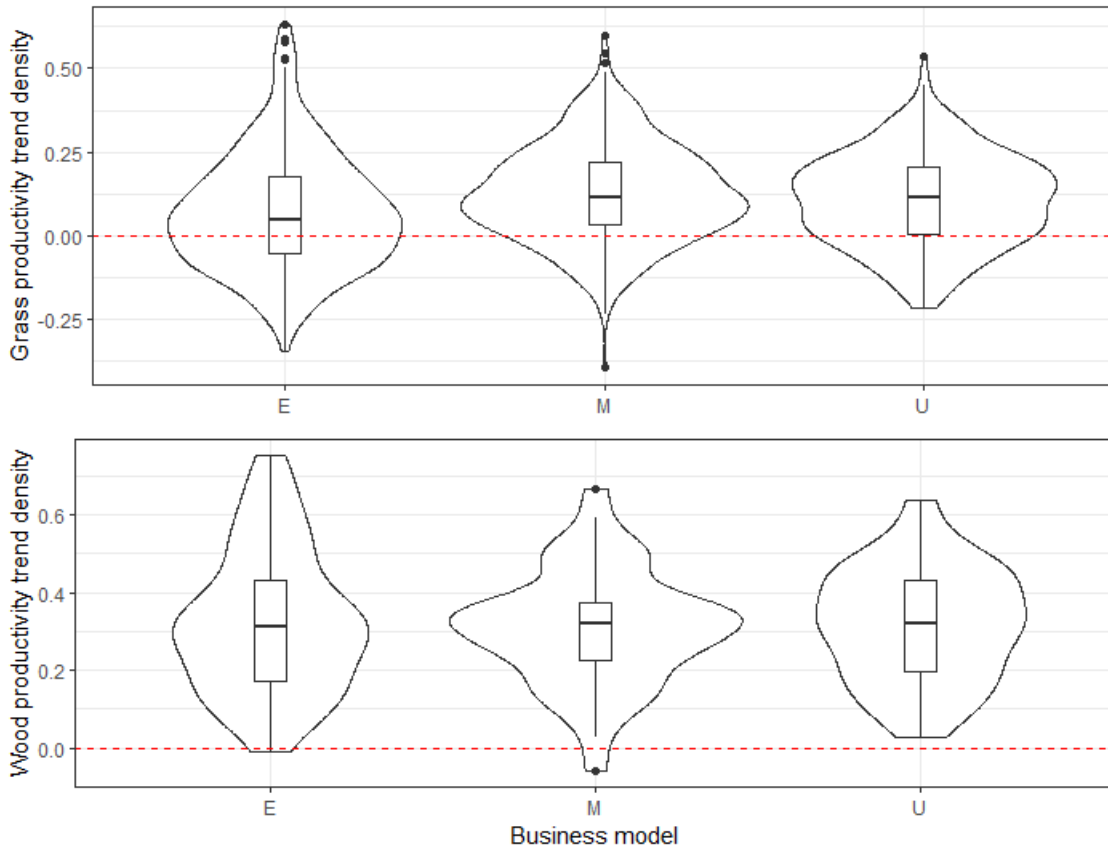 Grass productivity trend density
0.50
0.25
0.00
-0.25
E M U
Wood productivity trend density
0.6
0.4
0.2
0.0
E M U
Business model